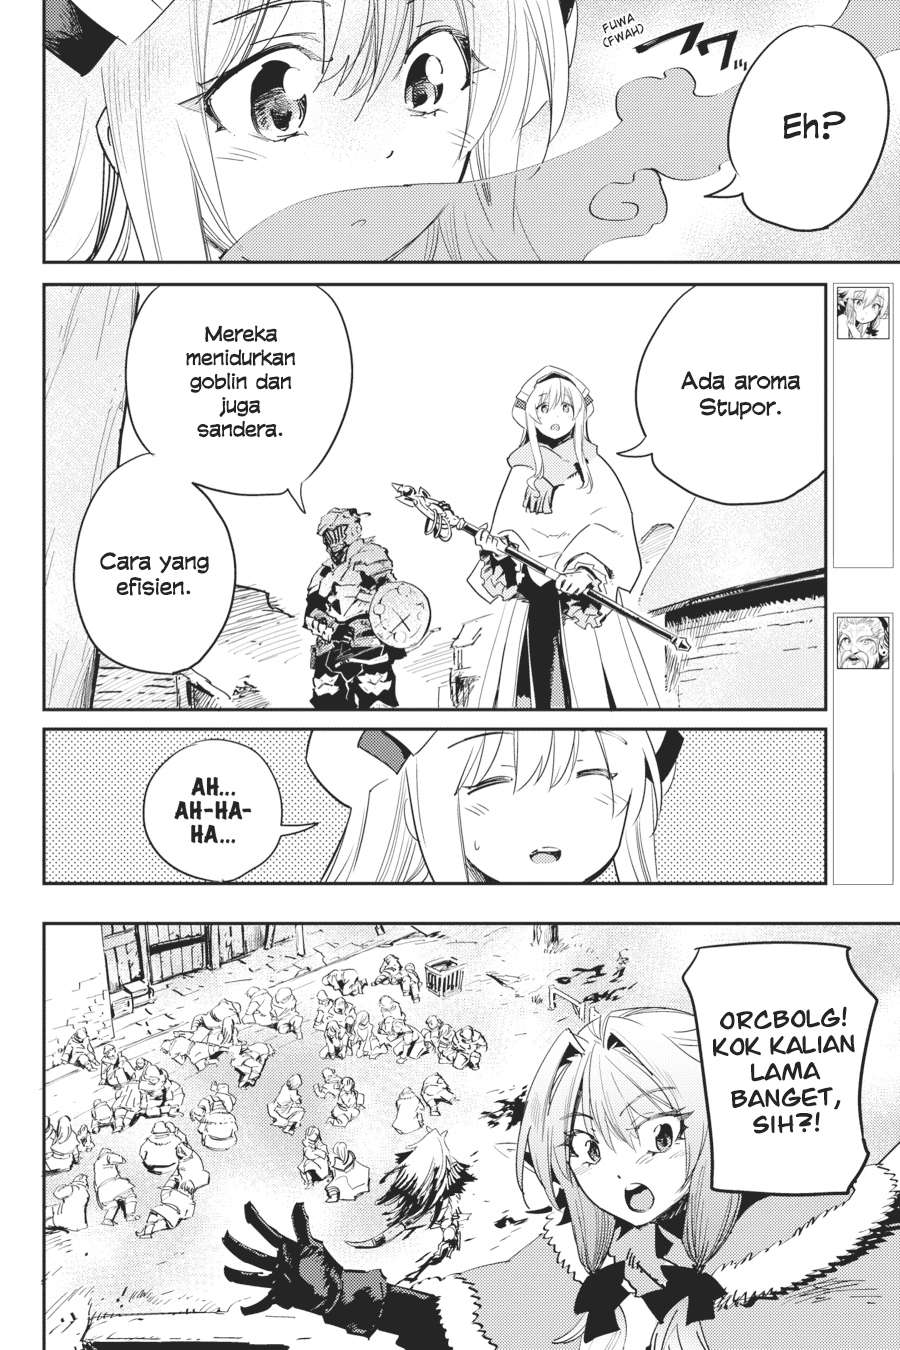 Eh?
フワッ
FUWA
(FWAH)
Ada aroma
Stupor.
Mereka
menidurkan
goblin dan
juga
sandera.
Cara yang
efisien.
AH...
AH-HA-
HA...
ORCBOLG!
KOK KALIAN
LAMA
BANGET,
SIH?!